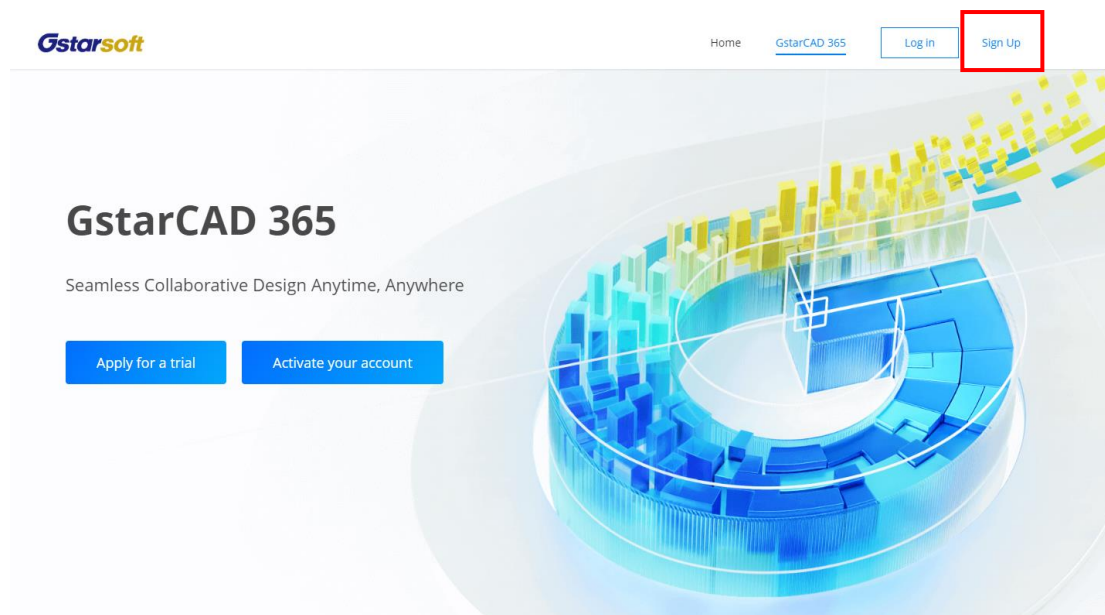 Gstarsoft
Home GstarCAD 365 Log in Sign Up
GstarCAD 365
Seamless Collaborative Design Anytime, Anywhere
Apply for a trial Activate your account